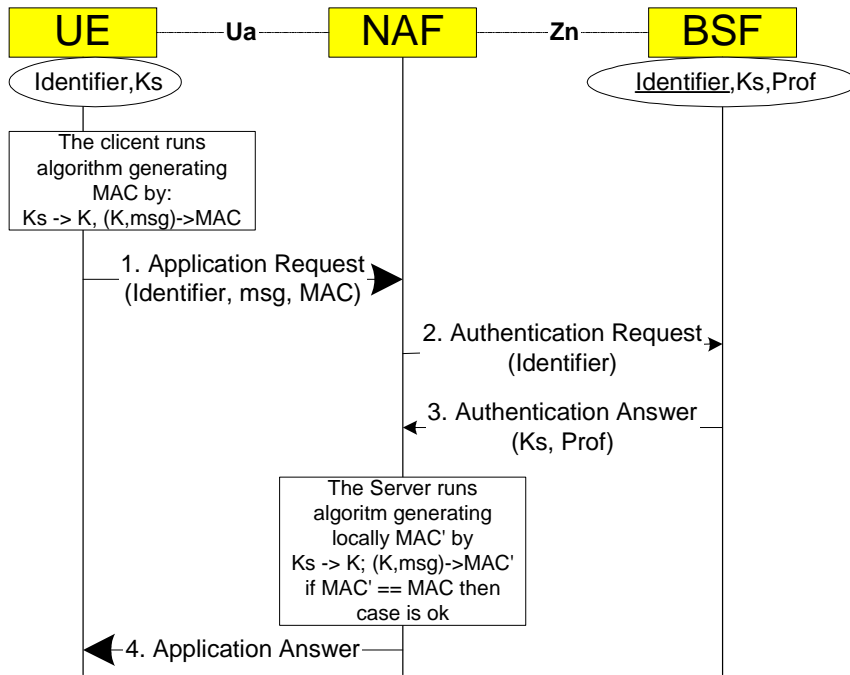 UE
Ua
NAF
Zn
BSF
Identifier,Ks
Identifier,Ks,Prof
The clicent runs
algorithm generating
MAC by:
Ks -> K, (K,msg)->MAC
1. Application Request
(Identifier, msg, MAC)
2. Authentication Request
(Identifier)
3. Authentication Answer
(Ks, Prof)
The Server runs
algoritm generating
locally MAC' by
Ks -> K; (K,msg)->MAC'
if MAC' == MAC then
case is ok
4. Application Answer